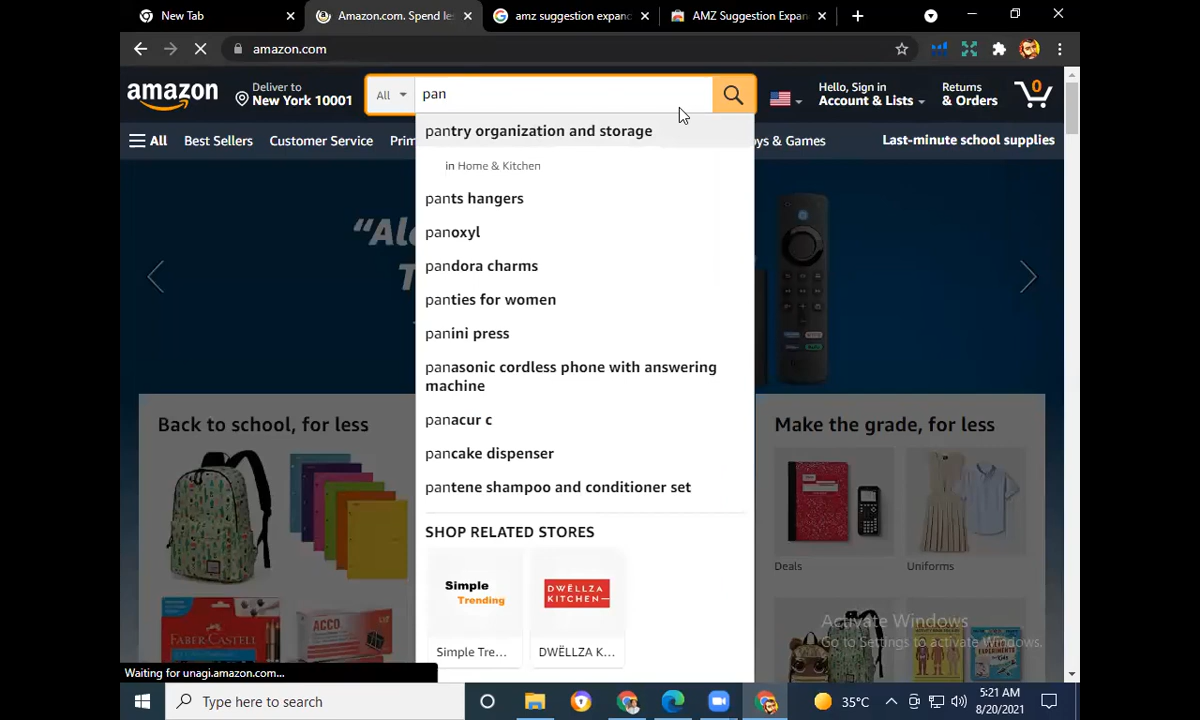 New Tab
Amazon.com. Spend les
amz suggestion expand
AMZ Suggestion Expan
amazon.com
amazon
Deliver to
New York 10001
All
pan
Hello, Sign in
Account & Lists
Returns
& Orders
0
All
Best Sellers
Customer Service
Prim
ys & Games
Last-minute school supplies
pantry organization and storage
in Home & Kitchen
pants hangers
panoxyl
pandora charms
panties for women
panini press
panasonic cordless phone with answering
machine
panacur c
pancake dispenser
pantene shampoo and conditioner set
SHOP RELATED STORES
Simple
Trending
DWËLLZA
KITCHEN
Simple Tre...
DWËLLZA K...
“Ale
T
Back to school, for less
FABER-CASTELL
ACCO
Make the grade, for less
Deals
Uniforms
Activate Windows
Go to Settings to activate Windows.
Waiting for unagi.amazon.com...
Type here to search
35°C
5:21 AM
8/20/2021